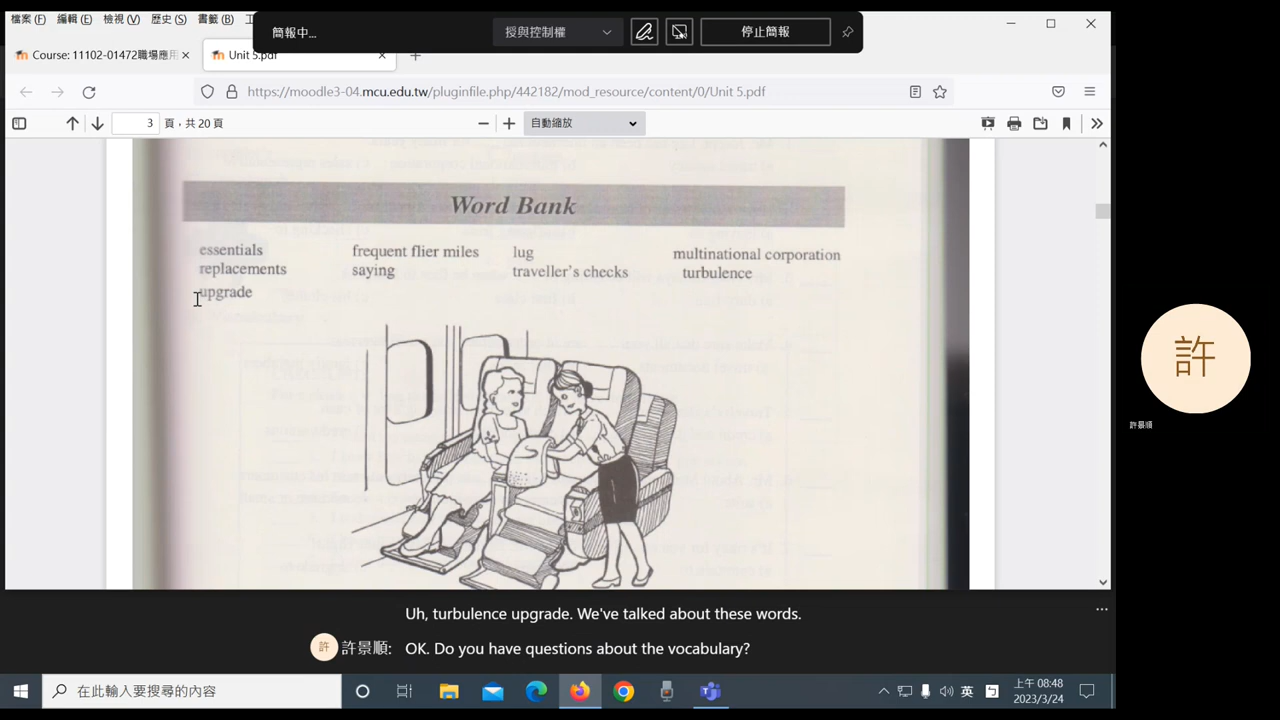 檔案(F) 編輯(E) 檢視(V) 歷史(S) 書籤(B)
簡報中...
授與控制權
停止簡報
Course: 11102-01472職場應用
Unit 5.pdf
https://moodle3-04.mcu.edu.tw/pluginfile.php/442182/mod_resource/content/0/Unit 5.pdf
3 頁，共 20 頁
自動縮放
Word Bank
essentials frequent flier miles lug multinational corporation
replacements saying traveller's checks turbulence
upgrade
許
許景順
Uh, turbulence upgrade. We've talked about these words.
許 許景順: OK. Do you have questions about the vocabulary?
在此輸入要搜尋的文字
英
上午 08:48
2023/3/24